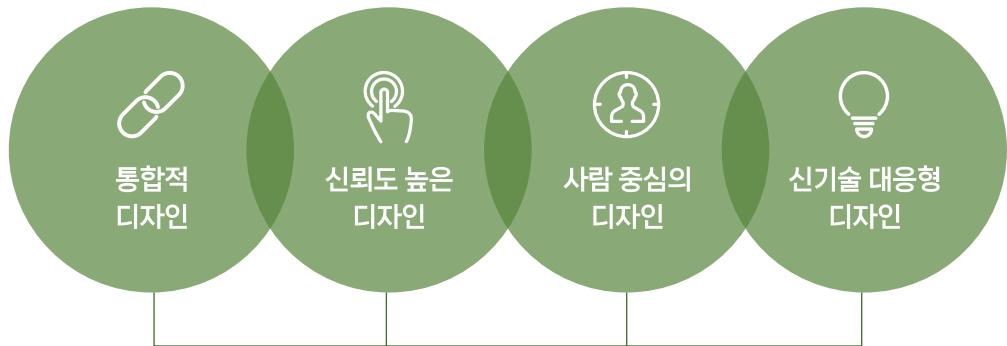 통합적
디자인
신뢰도 높은
디자인
사람 중심의
디자인
신기술 대응형
디자인